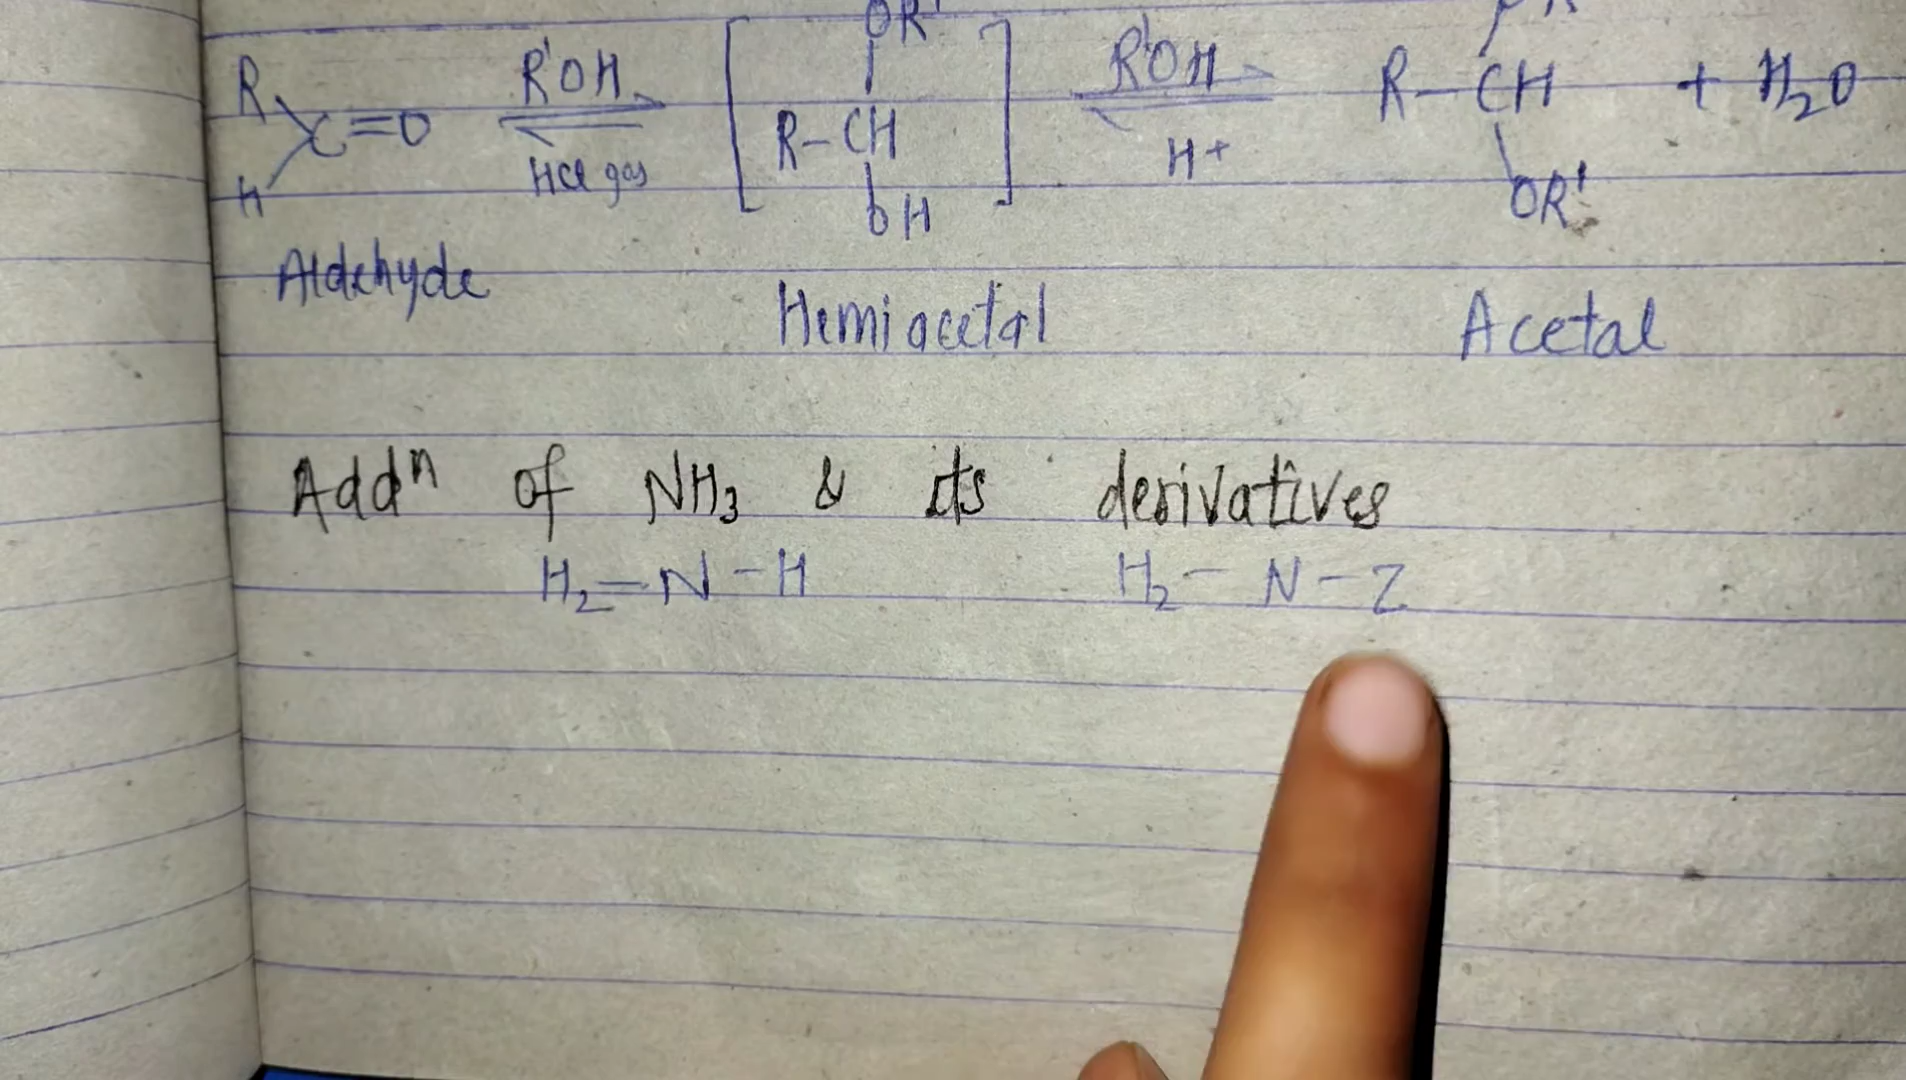 OR'
R R'OH R'OH R-CH + H₂O
C=O R-CH
H HCl gas H+ OR'
OH
Aldehyde Hemiacetal Acetal
Addⁿ of NH₃ & its derivatives
H₂=N-H H₂-N-Z